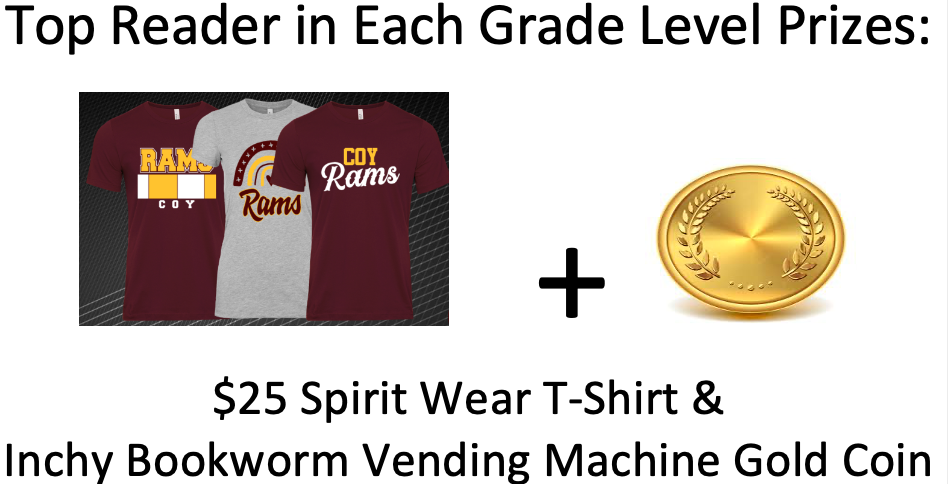 Top Reader in Each Grade Level Prizes:
RAMS
COY
Rams
COY
Rams
$25 Spirit Wear T-Shirt &
Inchy Bookworm Vending Machine Gold Coin